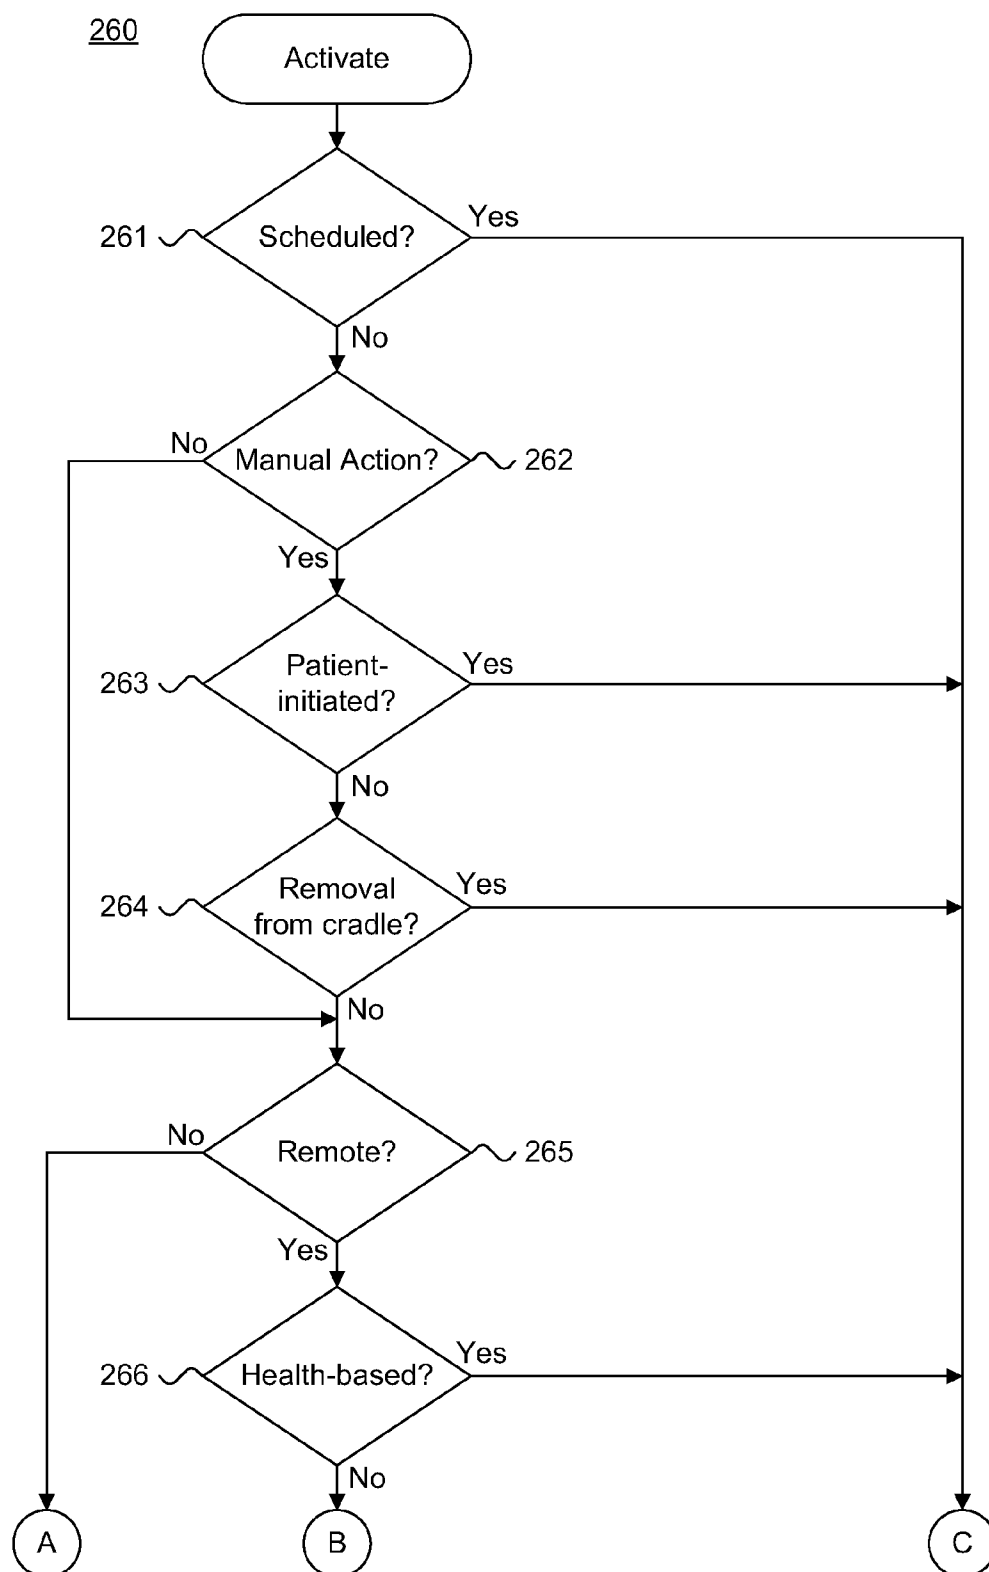 260
Activate
Yes
261
Scheduled?
No
No
Manual Action?
262
Yes
Patient-
initiated?
Yes
263
No
Removal
from cradle?
Yes
264
No
No
Remote?
265
Yes
Yes
266
Health-based?
No
A
B
C